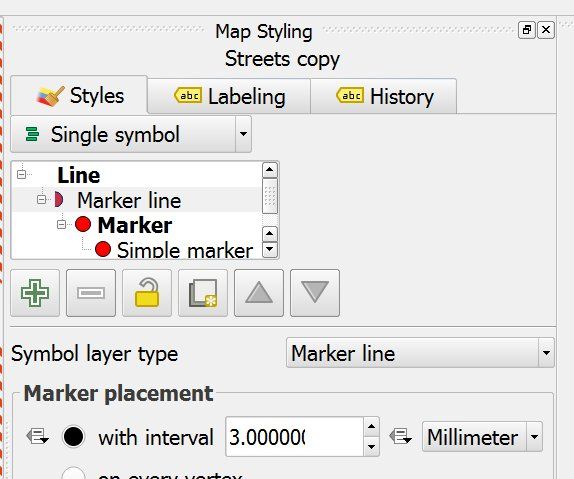 Map Styling
Streets copy
Styles
abc Labeling
abc History
Single symbol
Line
Marker line
Marker
Simple marker
Symbol layer type Marker line
Marker placement
with interval 3.000000 Millimeter
on every vertex